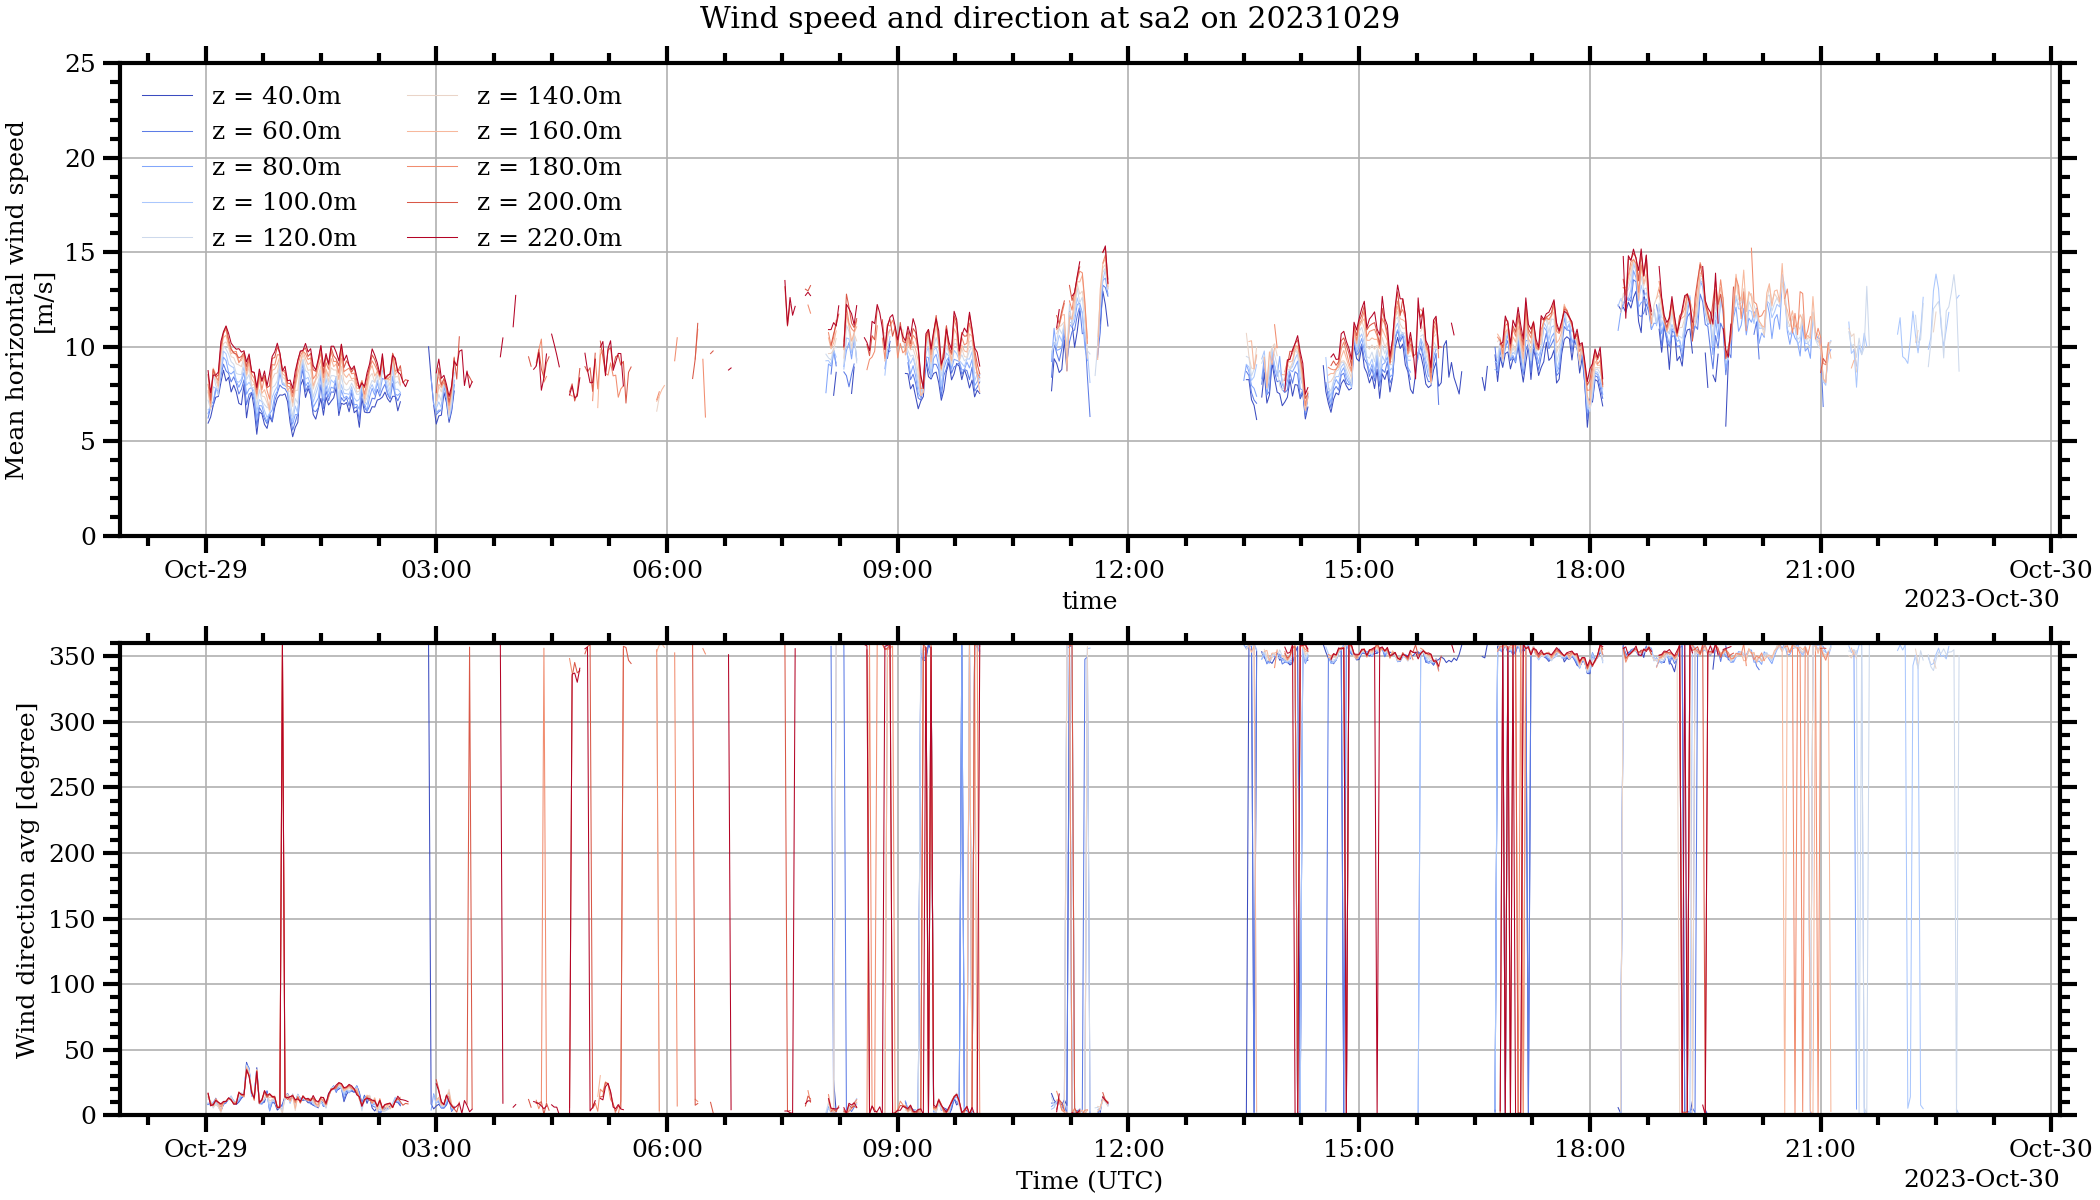 Wind speed and direction at sa2 on 20231029
Mean horizontal wind speed
[m/s]
25
20
15
10
5
0
z = 40.0m
z = 60.0m
z = 80.0m
z = 100.0m
z = 120.0m
z = 140.0m
z = 160.0m
z = 180.0m
z = 200.0m
z = 220.0m
Oct-29 03:00 06:00 09:00 12:00 15:00 18:00 21:00 Oct-30
time
2023-Oct-30
Wind direction avg [degree]
350
300
250
200
150
100
50
0
Oct-29 03:00 06:00 09:00 12:00 15:00 18:00 21:00 Oct-30
Time (UTC)
2023-Oct-30